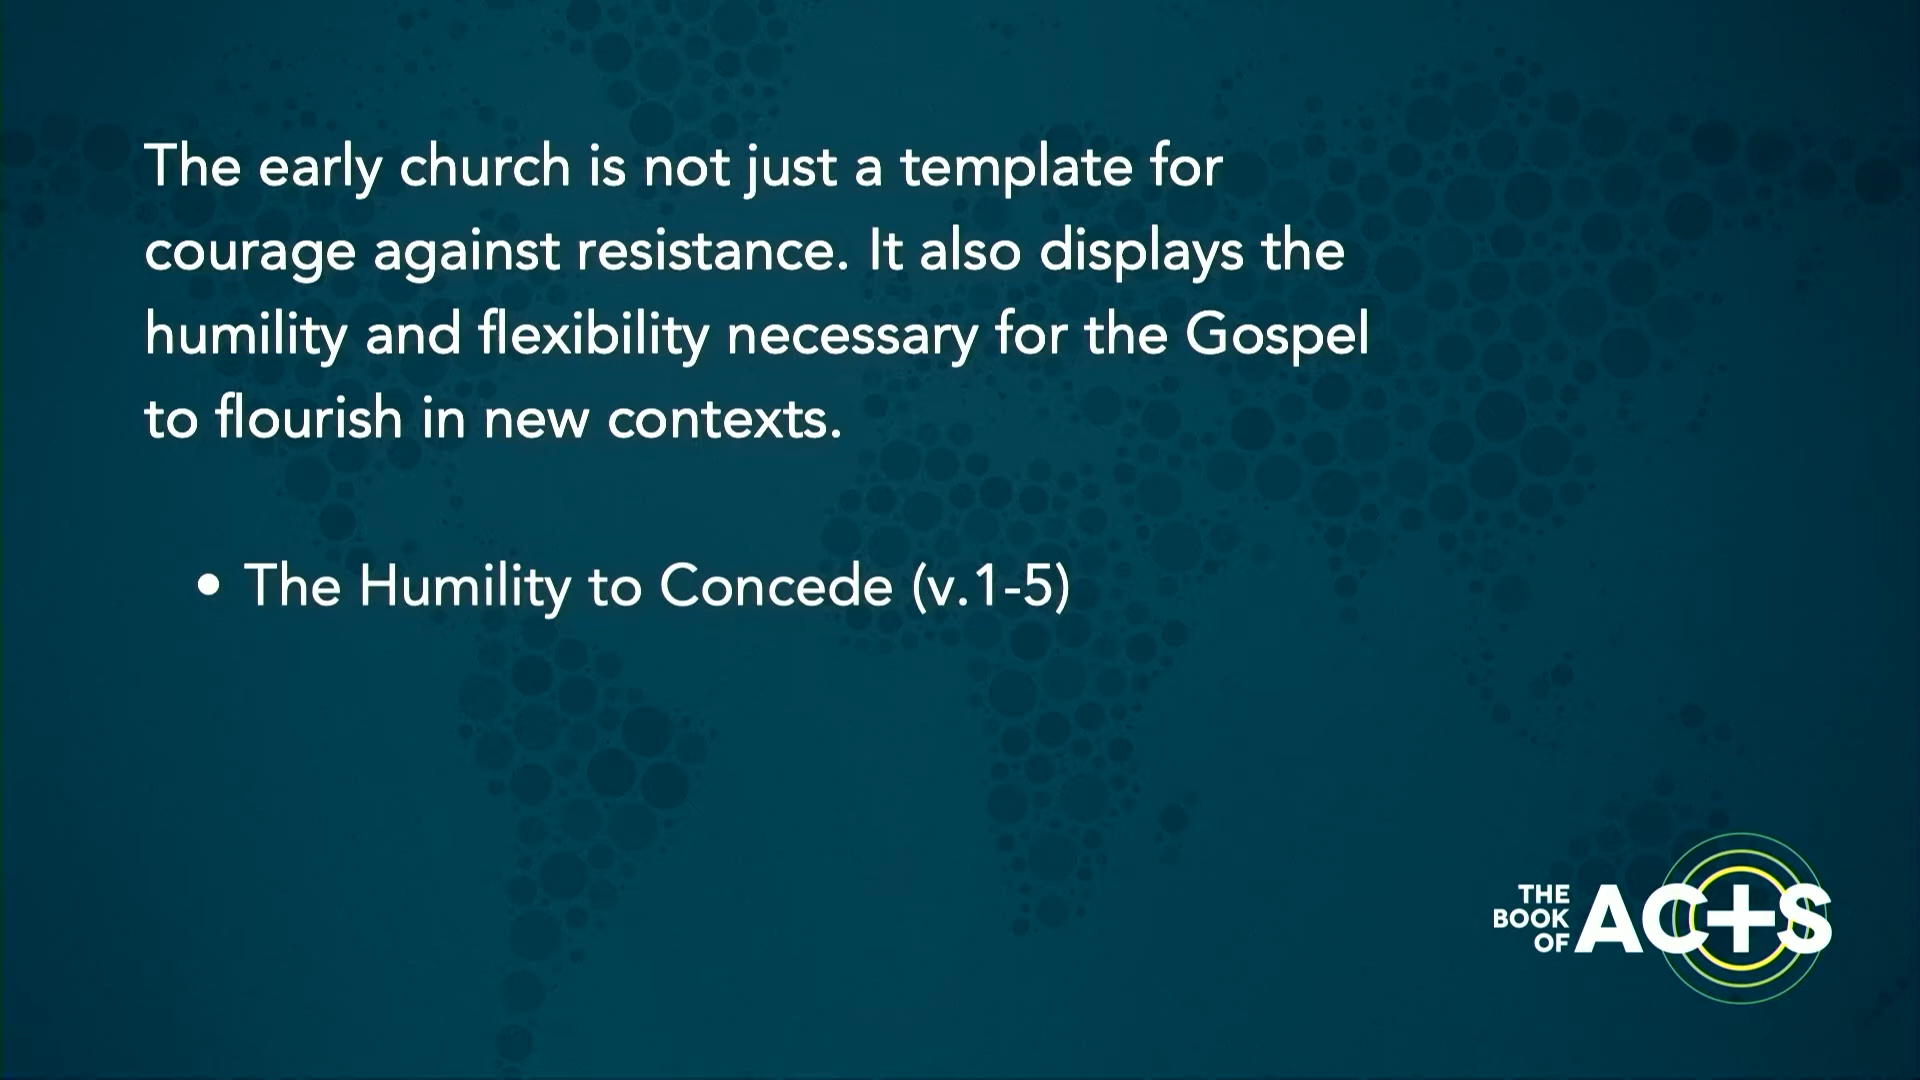 The early church is not just a template for
courage against resistance. It also displays the
humility and flexibility necessary for the Gospel
to flourish in new contexts.
• The Humility to Concede (v.1-5)
THE
BOOK
OF
ACTS